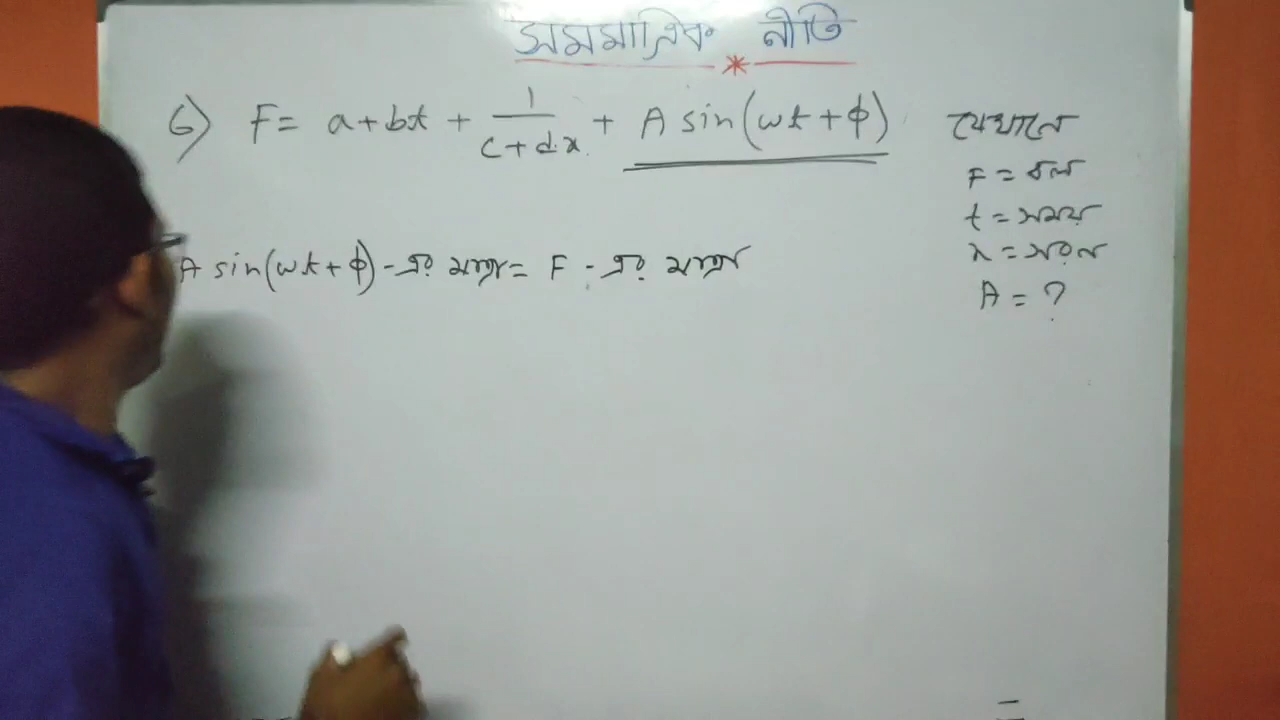 সমমাত্রিক নীতি
6) F = a + bt + 1/(c + dx) + A sin(ωt + φ) যেখানে
F = বল
t = সময়
x = সরণ
A = ?
A sin(ωt + φ) - এর মাত্রা = F - এর মাত্রা